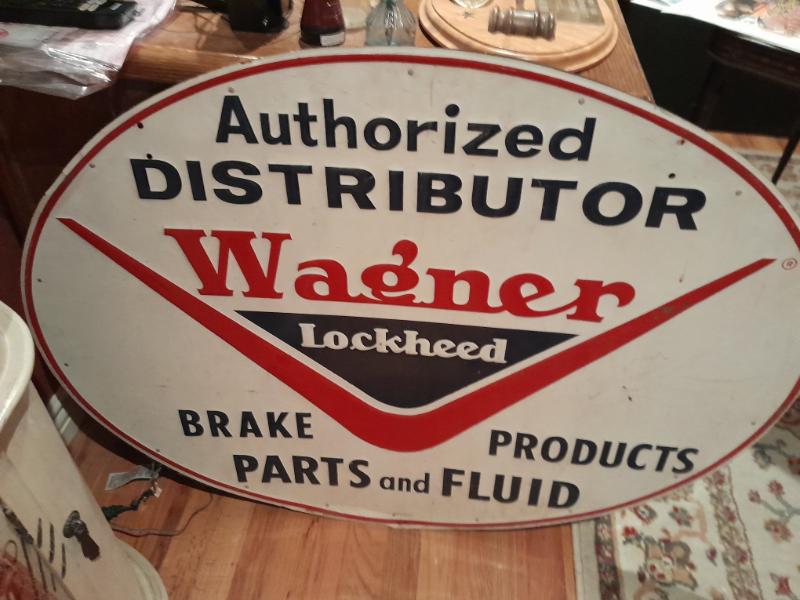 Authorized
DISTRIBUTOR
Wagner ®
Lockheed
BRAKE PRODUCTS
PARTS and FLUID